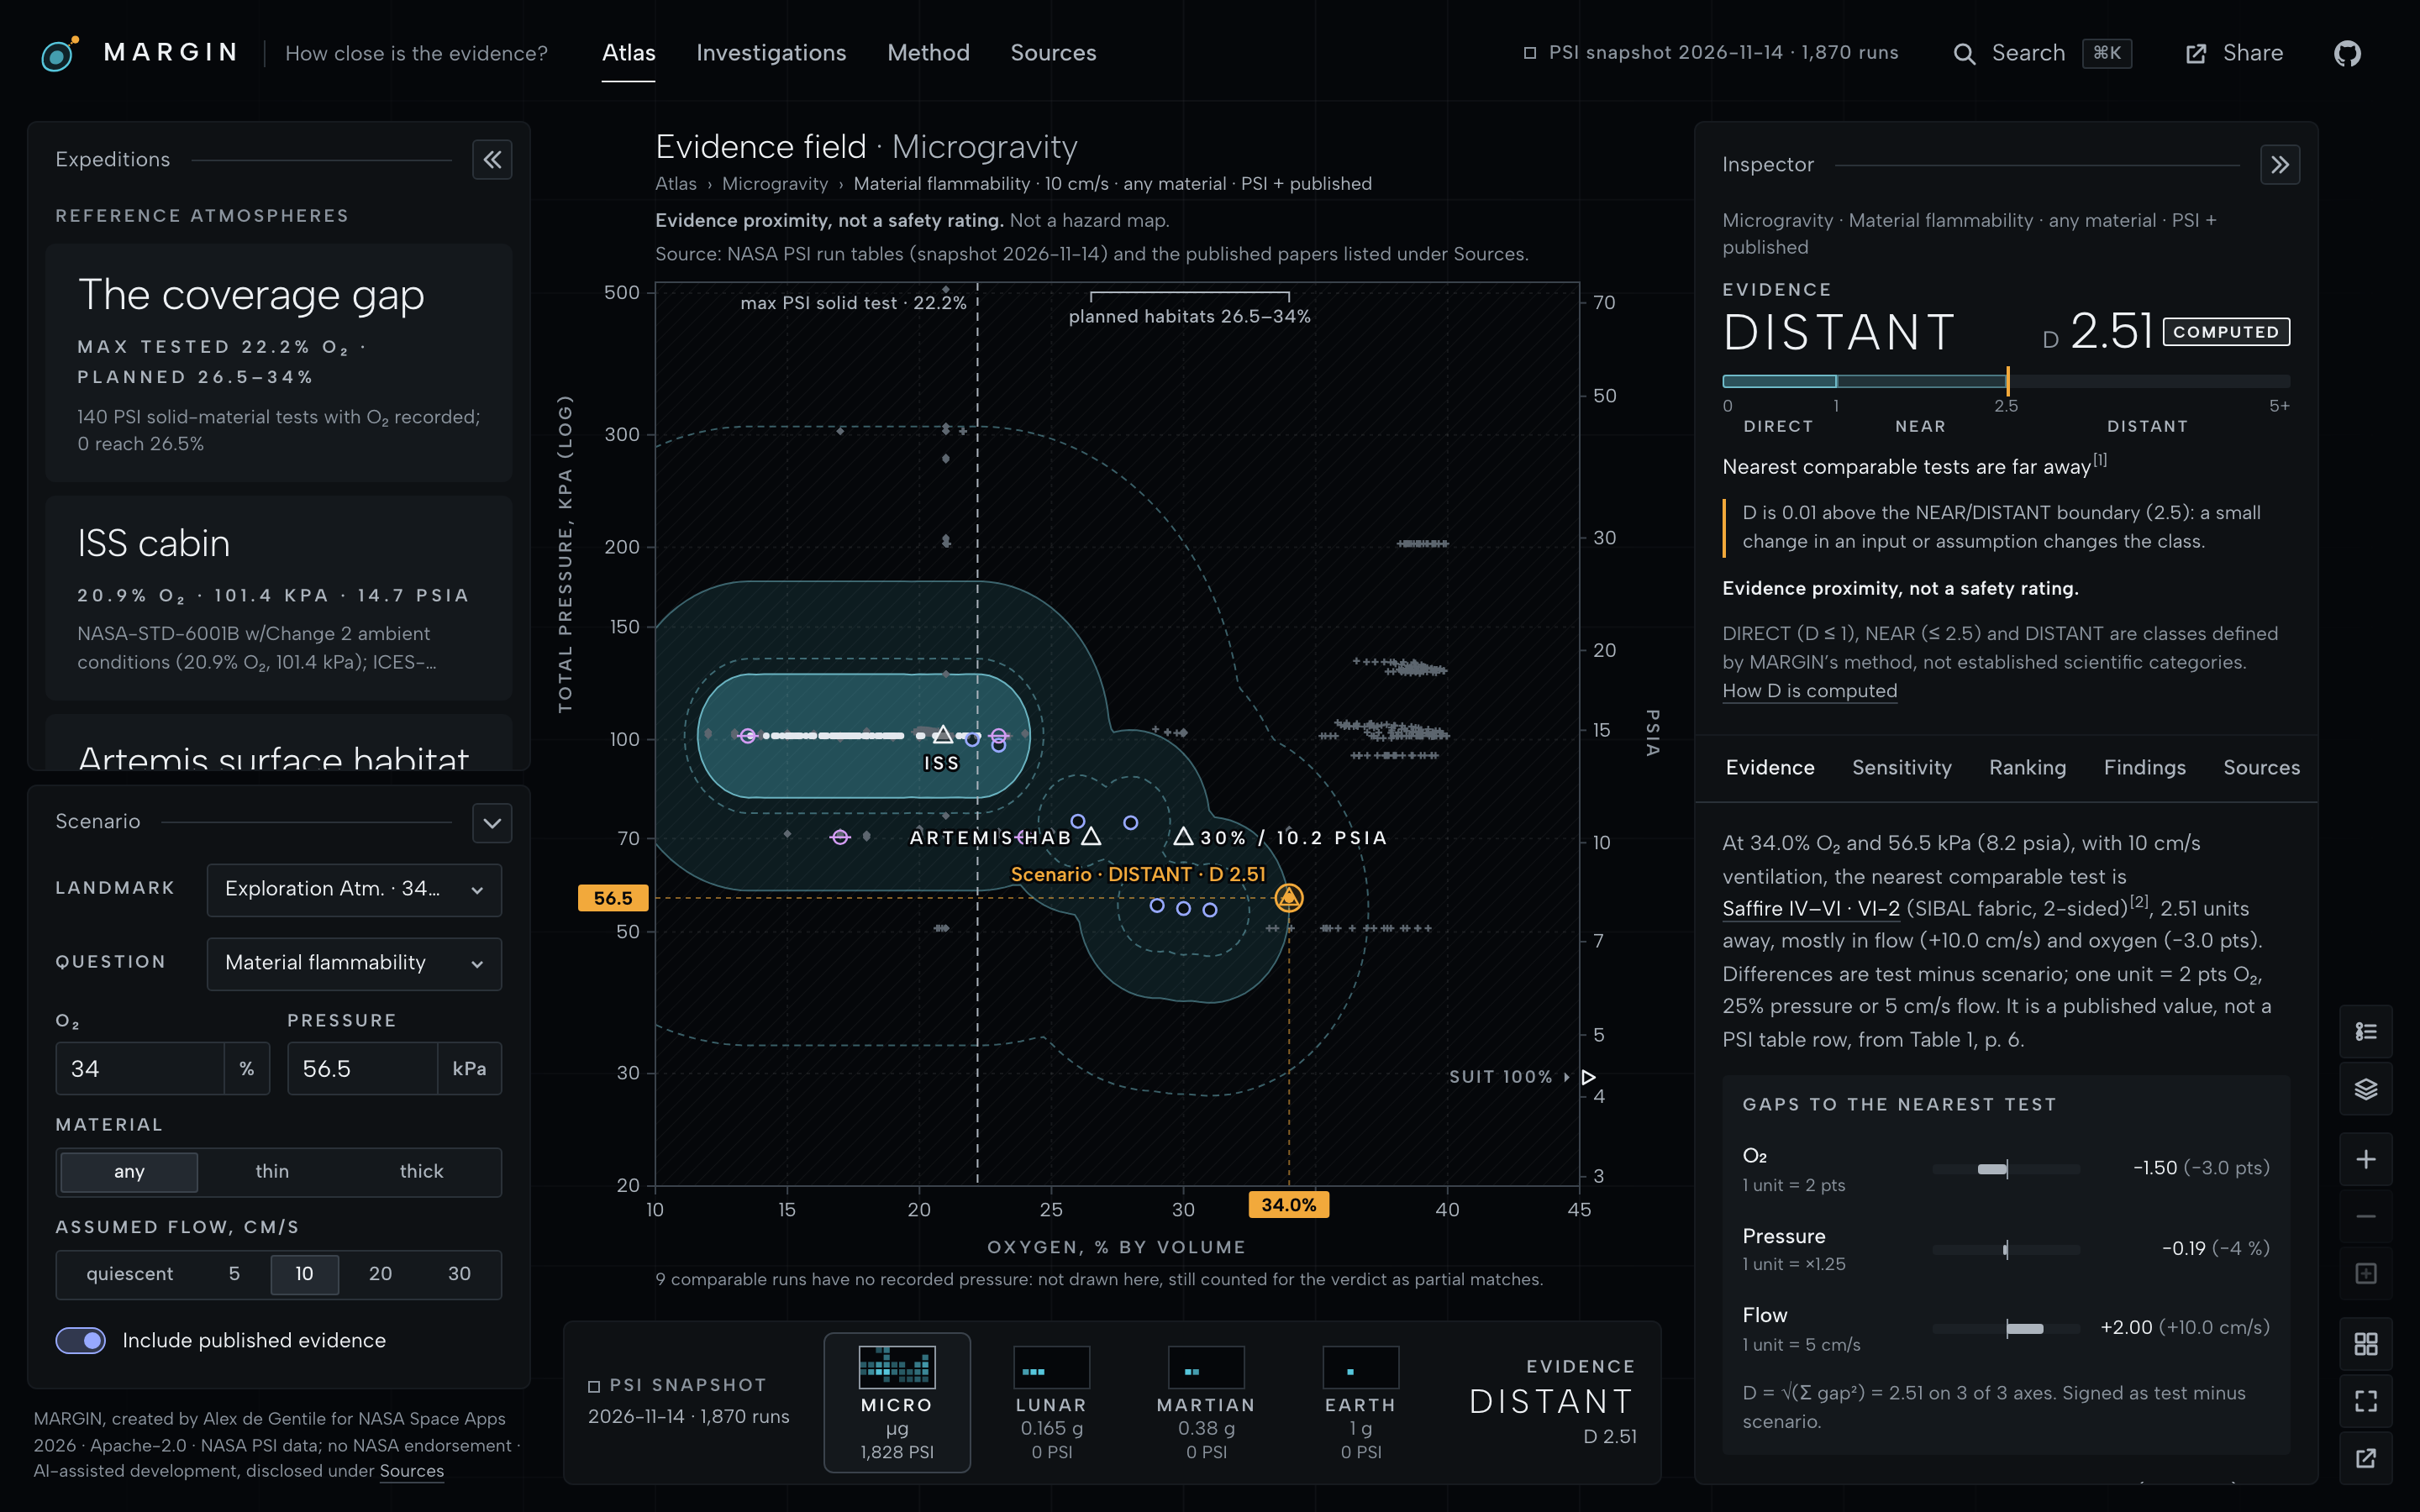 MARGIN
How close is the evidence?
Atlas
Investigations
Method
Sources
PSI snapshot 2026-11-14 · 1,870 runs
Search
⌘K
Share
Expeditions
REFERENCE ATMOSPHERES
The coverage gap
MAX TESTED 22.2% O₂ ·
PLANNED 26.5–34%
140 PSI solid-material tests with O₂ recorded;
0 reach 26.5%
ISS cabin
20.9% O₂ · 101.4 KPA · 14.7 PSIA
NASA-STD-6001B w/Change 2 ambient
conditions (20.9% O₂, 101.4 kPa); ICES-…
Artemis surface habitat
Scenario
LANDMARK
Exploration Atm. · 34…
QUESTION
Material flammability
O₂
PRESSURE
34
%
56.5
kPa
MATERIAL
any
thin
thick
ASSUMED FLOW, CM/S
quiescent
5
10
20
30
Include published evidence
MARGIN, created by Alex de Gentile for NASA Space Apps
2026 · Apache-2.0 · NASA PSI data; no NASA endorsement ·
AI-assisted development, disclosed under Sources
Evidence field · Microgravity
Atlas › Microgravity › Material flammability · 10 cm/s · any material · PSI + published
Evidence proximity, not a safety rating. Not a hazard map.
Source: NASA PSI run tables (snapshot 2026-11-14) and the published papers listed under Sources.
TOTAL PRESSURE, KPA (LOG)
500
300
200
150
100
70
56.5
50
30
20
max PSI solid test · 22.2%
planned habitats 26.5–34%
ISS
ARTEMIS HAB
30% / 10.2 PSIA
Scenario · DISTANT · D 2.51
SUIT 100%
70
50
30
20
15
10
7
5
4
3
PSIA
10
15
20
25
30
34.0%
40
45
OXYGEN, % BY VOLUME
9 comparable runs have no recorded pressure: not drawn here, still counted for the verdict as partial matches.
PSI SNAPSHOT
2026-11-14 · 1,870 runs
MICRO
µg
1,828 PSI
LUNAR
0.165 g
0 PSI
MARTIAN
0.38 g
0 PSI
EARTH
1 g
0 PSI
EVIDENCE
DISTANT
D 2.51
Inspector
Microgravity · Material flammability · any material · PSI +
published
EVIDENCE
DISTANT
D 2.51
COMPUTED
0
1
2.5
5+
DIRECT
NEAR
DISTANT
Nearest comparable tests are far away[1]
D is 0.01 above the NEAR/DISTANT boundary (2.5): a small
change in an input or assumption changes the class.
Evidence proximity, not a safety rating.
DIRECT (D ≤ 1), NEAR (≤ 2.5) and DISTANT are classes defined
by MARGIN's method, not established scientific categories.
How D is computed
Evidence
Sensitivity
Ranking
Findings
Sources
At 34.0% O₂ and 56.5 kPa (8.2 psia), with 10 cm/s
ventilation, the nearest comparable test is
Saffire IV–VI · VI-2 (SIBAL fabric, 2-sided)[2], 2.51 units
away, mostly in flow (+10.0 cm/s) and oxygen (−3.0 pts).
Differences are test minus scenario; one unit = 2 pts O₂,
25% pressure or 5 cm/s flow. It is a published value, not a
PSI table row, from Table 1, p. 6.
GAPS TO THE NEAREST TEST
O₂
1 unit = 2 pts
−1.50 (−3.0 pts)
Pressure
1 unit = ×1.25
−0.19 (−4 %)
Flow
1 unit = 5 cm/s
+2.00 (+10.0 cm/s)
D = √(Σ gap²) = 2.51 on 3 of 3 axes. Signed as test minus
scenario.